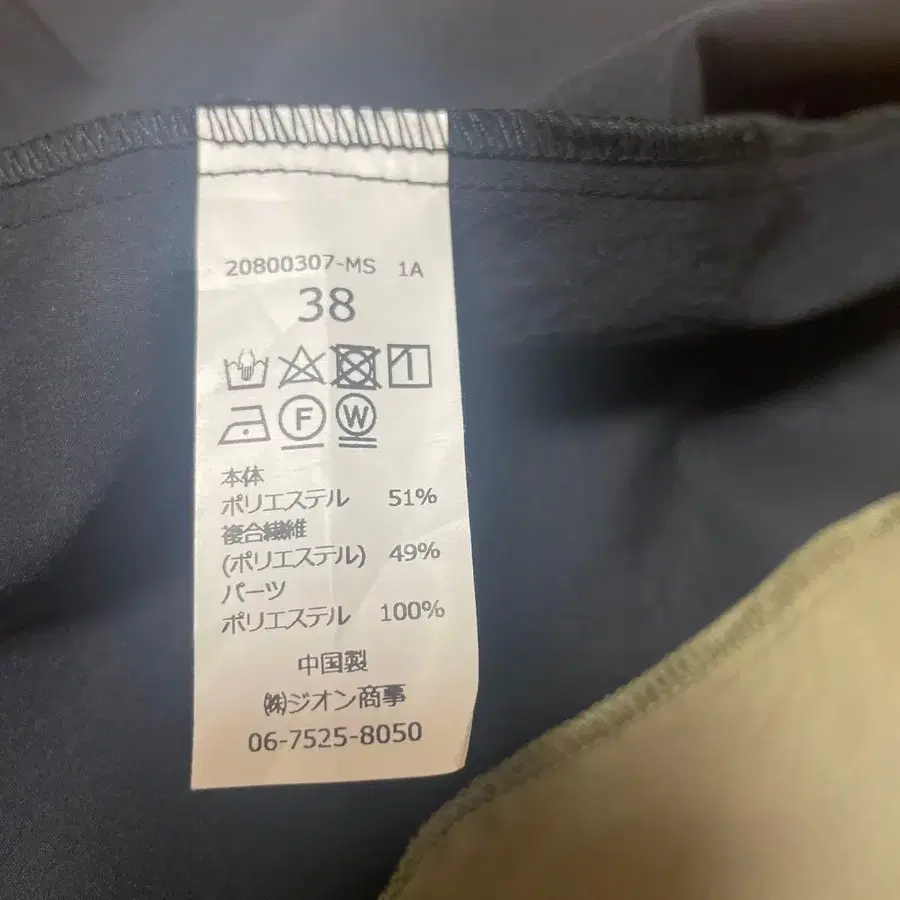 20800307-MS 1A
38
F W
本体
ポリエステル 51%
複合繊維
(ポリエステル) 49%
パーツ
ポリエステル 100%
中国製
㈱ジオン商事
06-7525-8050